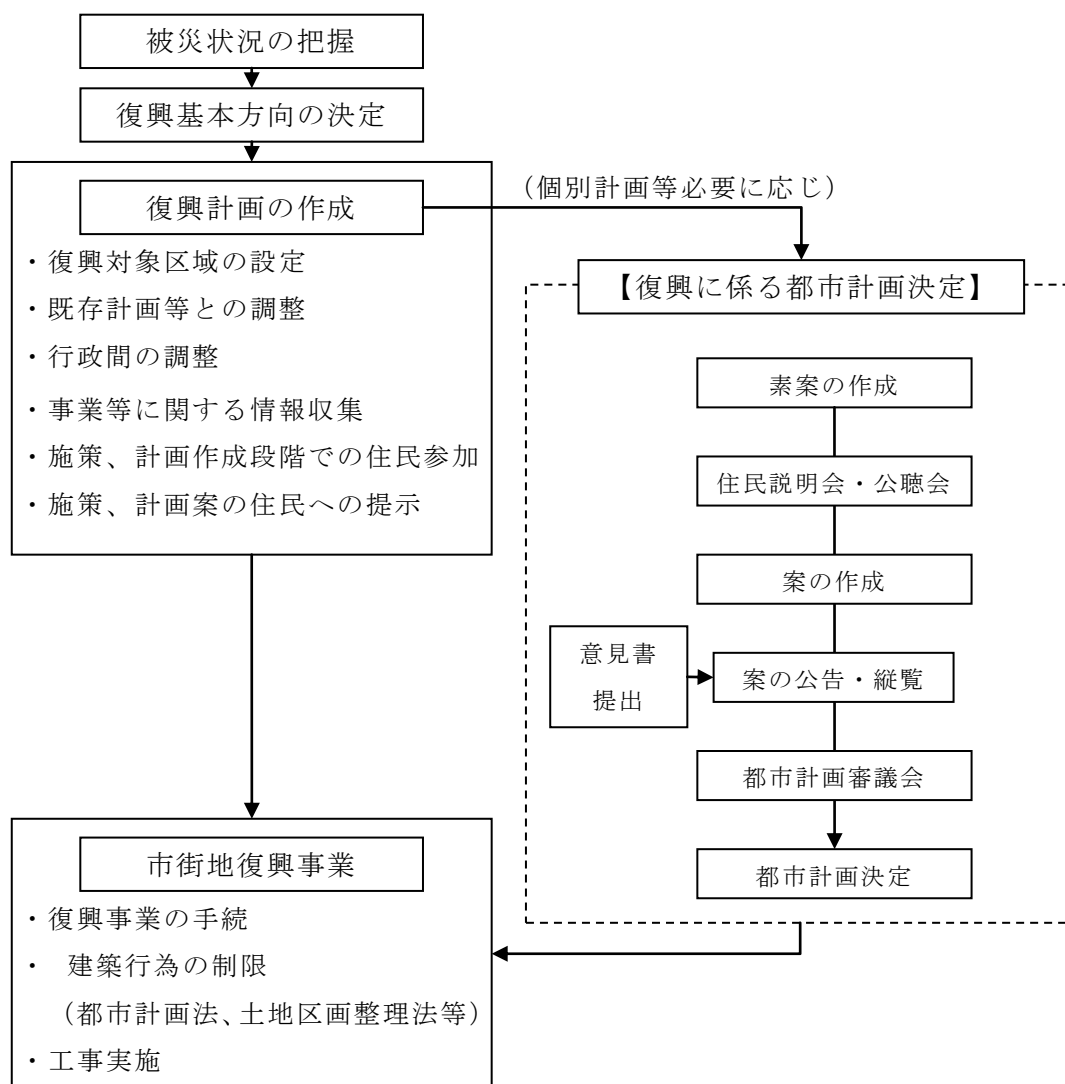 被災状況の把握
復興基本方向の決定
復興計画の作成
・復興対象区域の設定
・既存計画等との調整
・行政間の調整
・事業等に関する情報収集
・施策、計画作成段階での住民参加
・施策、計画案の住民への提示
（個別計画等必要に応じ）
【復興に係る都市計画決定】
素案の作成
住民説明会・公聴会
案の作成
意見書
提出
案の公告・縦覧
都市計画審議会
都市計画決定
市街地復興事業
・復興事業の手続
・ 建築行為の制限
（都市計画法、土地区画整理法等）
・工事実施